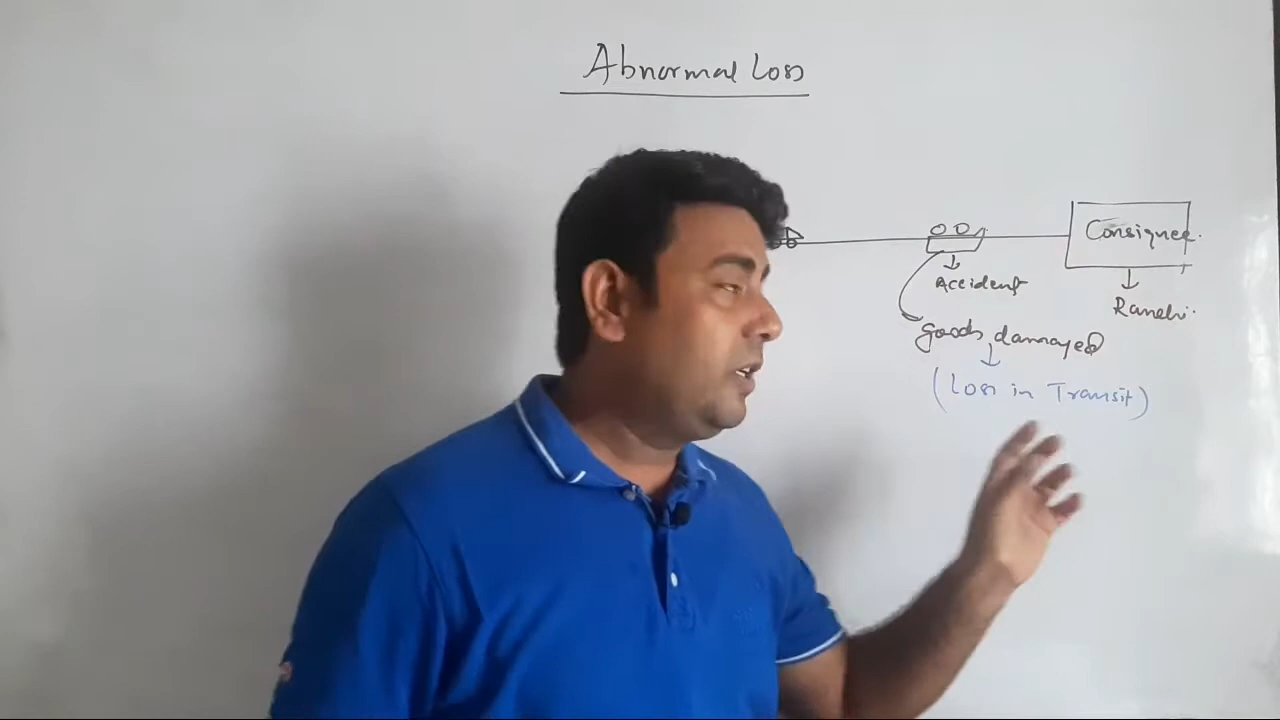 Abnormal Loss
Consignee.
Accident
Ranchi.
goods damaged
(Loss in Transit)